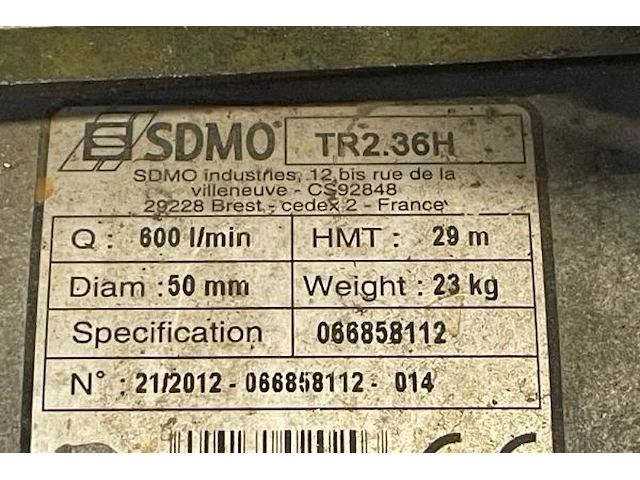 SDMO TR2.36H
SDMO industries, 12 bis rue de la
villeneuve - CS92848
29228 Brest - cedex 2 - France
Q : 600 l/min HMT : 29 m
Diam : 50 mm Weight : 23 kg
Specification 066858112
N° : 21/2012 - 066858112 - 014
CE